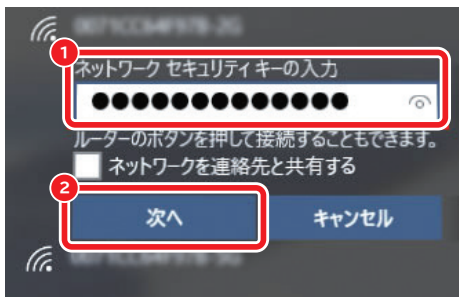 1
ネットワーク セキュリティ キーの入力
●●●●●●●●●●●●●
ルーターのボタンを押して接続することもできます。
ネットワークを連絡先と共有する
2
次へ
キャンセル